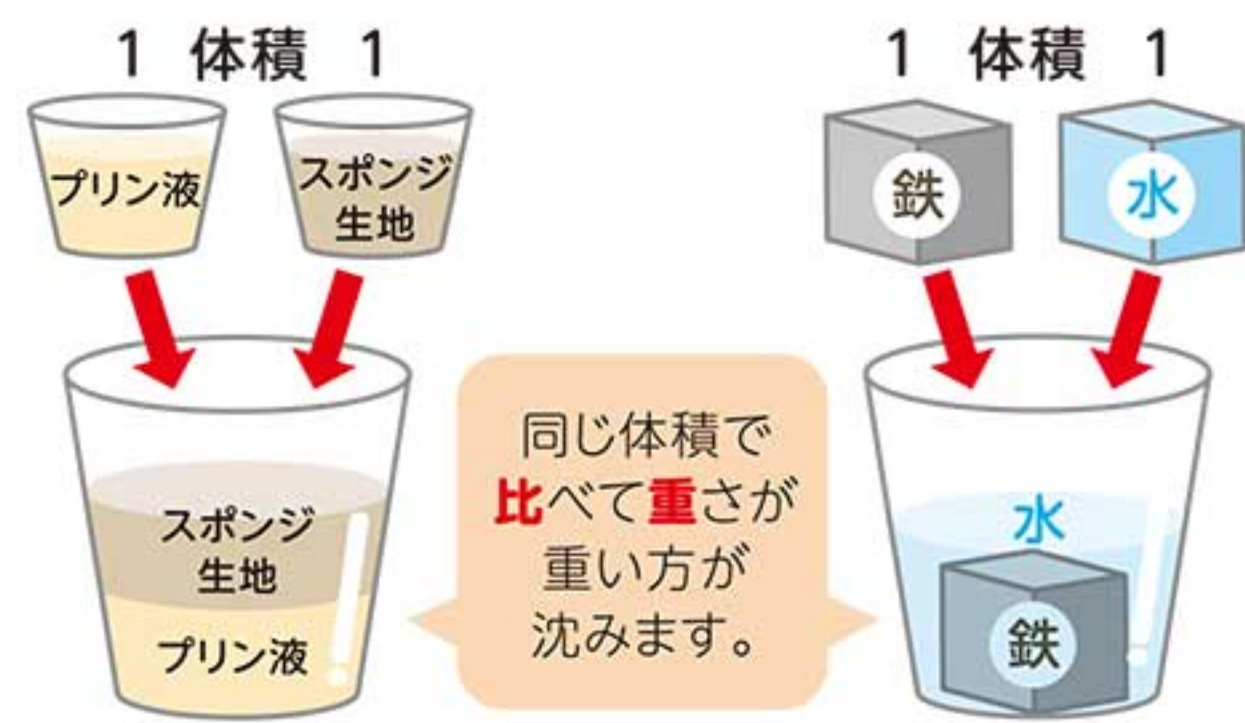 1 体積 1
プリン液
スポンジ
生地
スポンジ
生地
プリン液
同じ体積で
比べて重さが
重い方が
沈みます。
1 体積 1
鉄
水
水
鉄